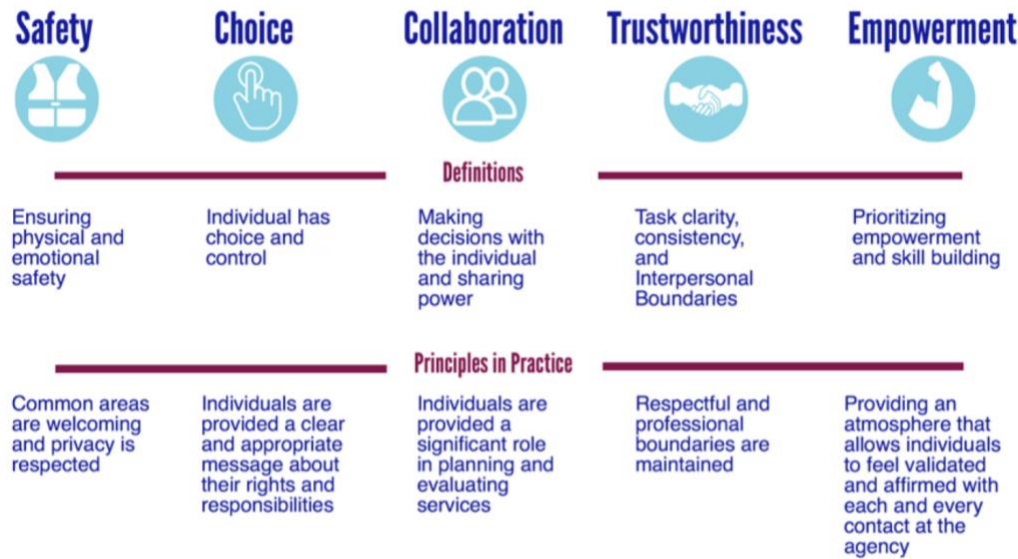 Safety
Choice
Collaboration
Trustworthiness
Empowerment
Definitions
Ensuring
physical and
emotional
safety
Individual has
choice and
control
Making
decisions with
the individual
and sharing
power
Task clarity,
consistency,
and
Interpersonal
Boundaries
Prioritizing
empowerment
and skill building
Principles in Practice
Common areas
are welcoming
and privacy is
respected
Individuals are
provided a clear
and appropriate
message about
their rights and
responsibilities
Individuals are
provided a
significant role
in planning and
evaluating
services
Respectful and
professional
boundaries are
maintained
Providing an
atmosphere that
allows individuals
to feel validated
and affirmed with
each and every
contact at the
agency